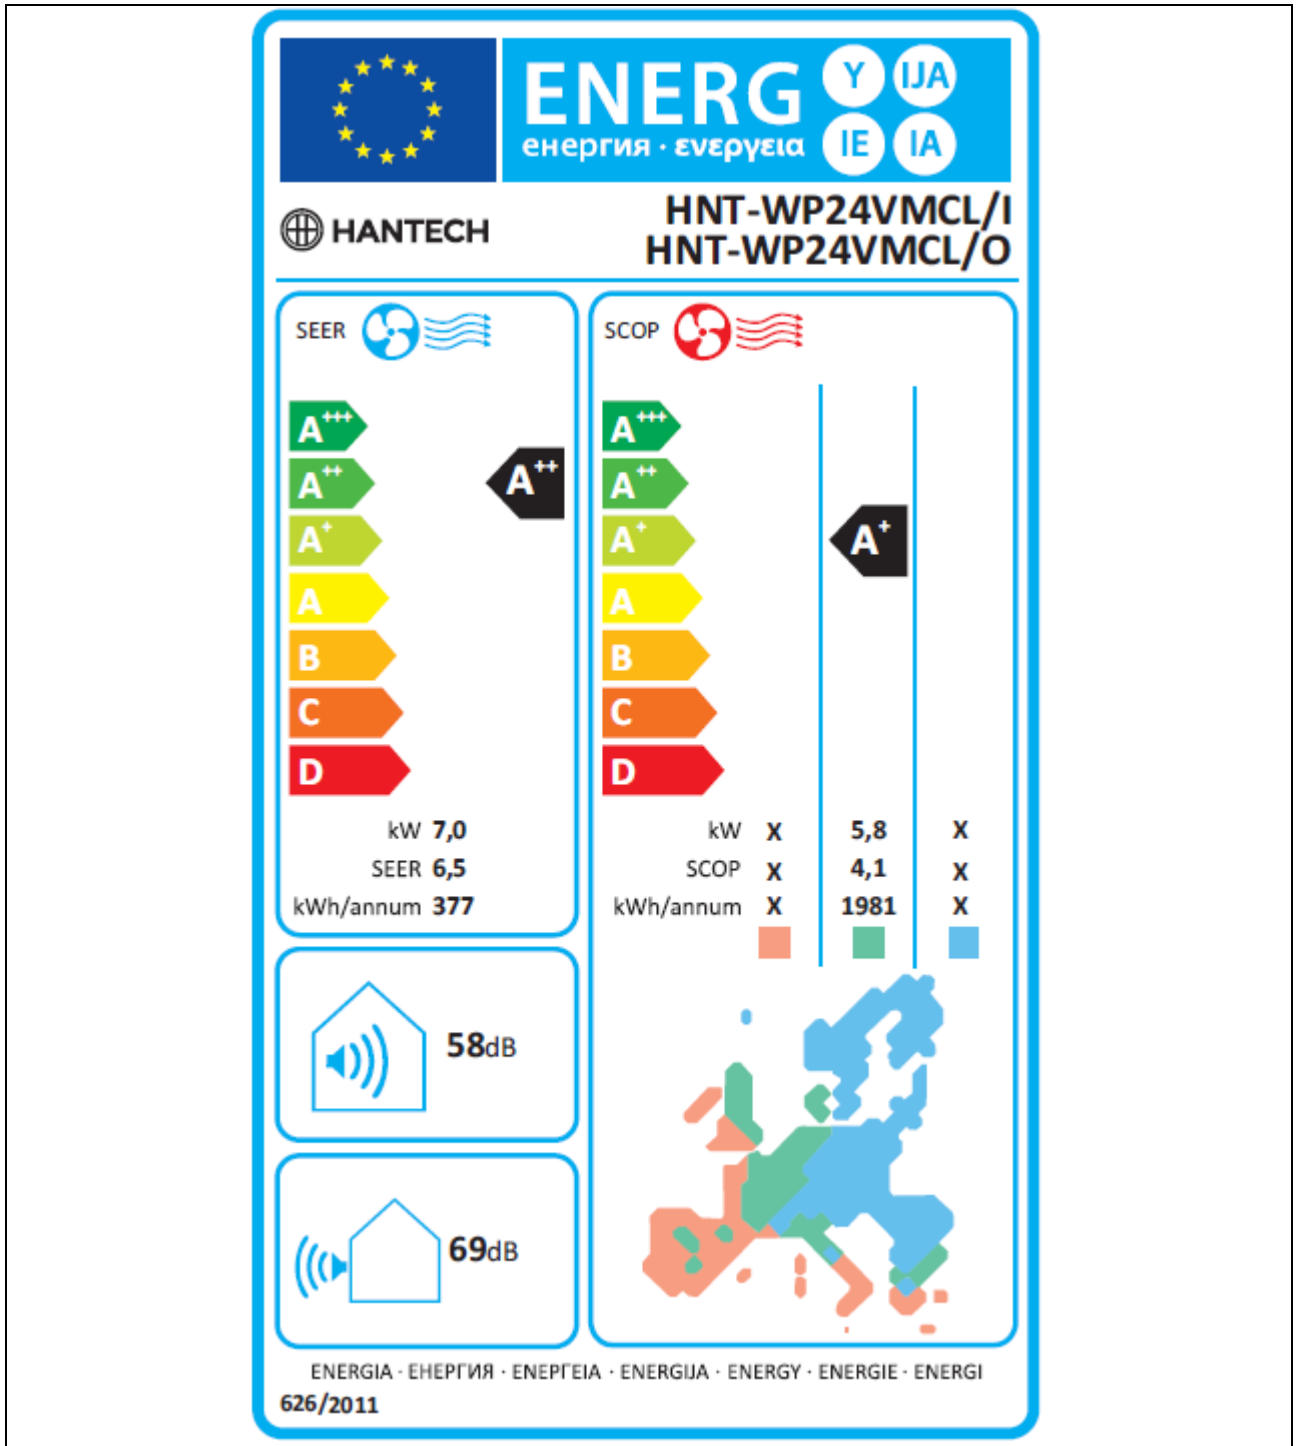 ENERG Y IJA
енергия · ενεργεια IE IA
HANTECH
HNT-WP24VMCL/I
HNT-WP24VMCL/O
SEER
A+++
A++
A++
A+
A
B
C
D
kW 7,0
SEER 6,5
kWh/annum 377
SCOP
A+++
A++
A+
A+
A
B
C
D
kW X 5,8 X
SCOP X 4,1 X
kWh/annum X 1981 X
58dB
69dB
ENERGIA · ЕНЕРГИЯ · ΕΝΕΡΓΕΙΑ · ENERGIJA · ENERGY · ENERGIE · ENERGI
626/2011